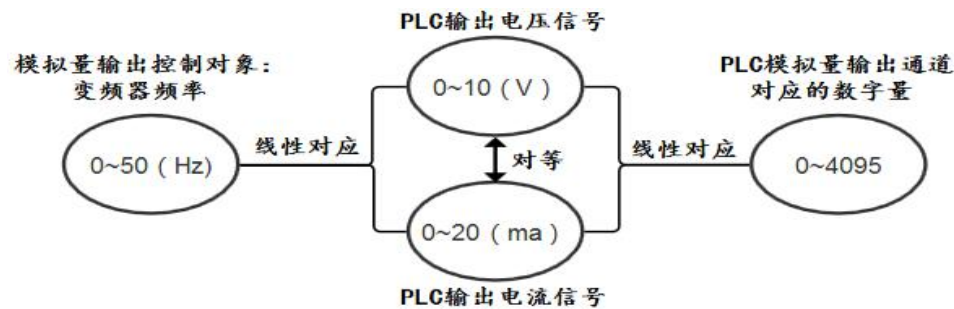 PLC输出电压信号
模拟量输出控制对象：
变频器频率
PLC模拟量输出通道
对应的数字量
0~10（V）
线性对应
对等
线性对应
0~50（Hz)
0~4095
0~20（ma）
PLC输出电流信号